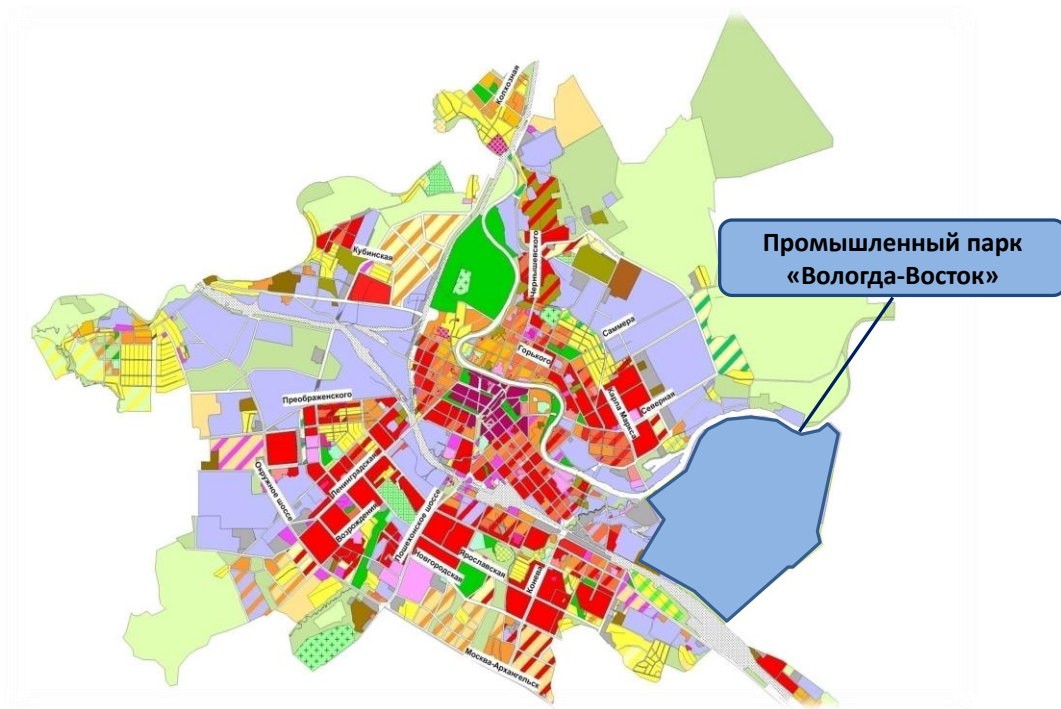 Колхозная
Кубинская
Чернышевского
Промышленный парк
«Вологда-Восток»
Саммера
Горького
Преображенского
Карла Маркса
Северная
Окружное шоссе
Ленинградская
Возрождения
Пошехонское шоссе
Новгородская
Ярославская
Конева
Москва-Архангельск